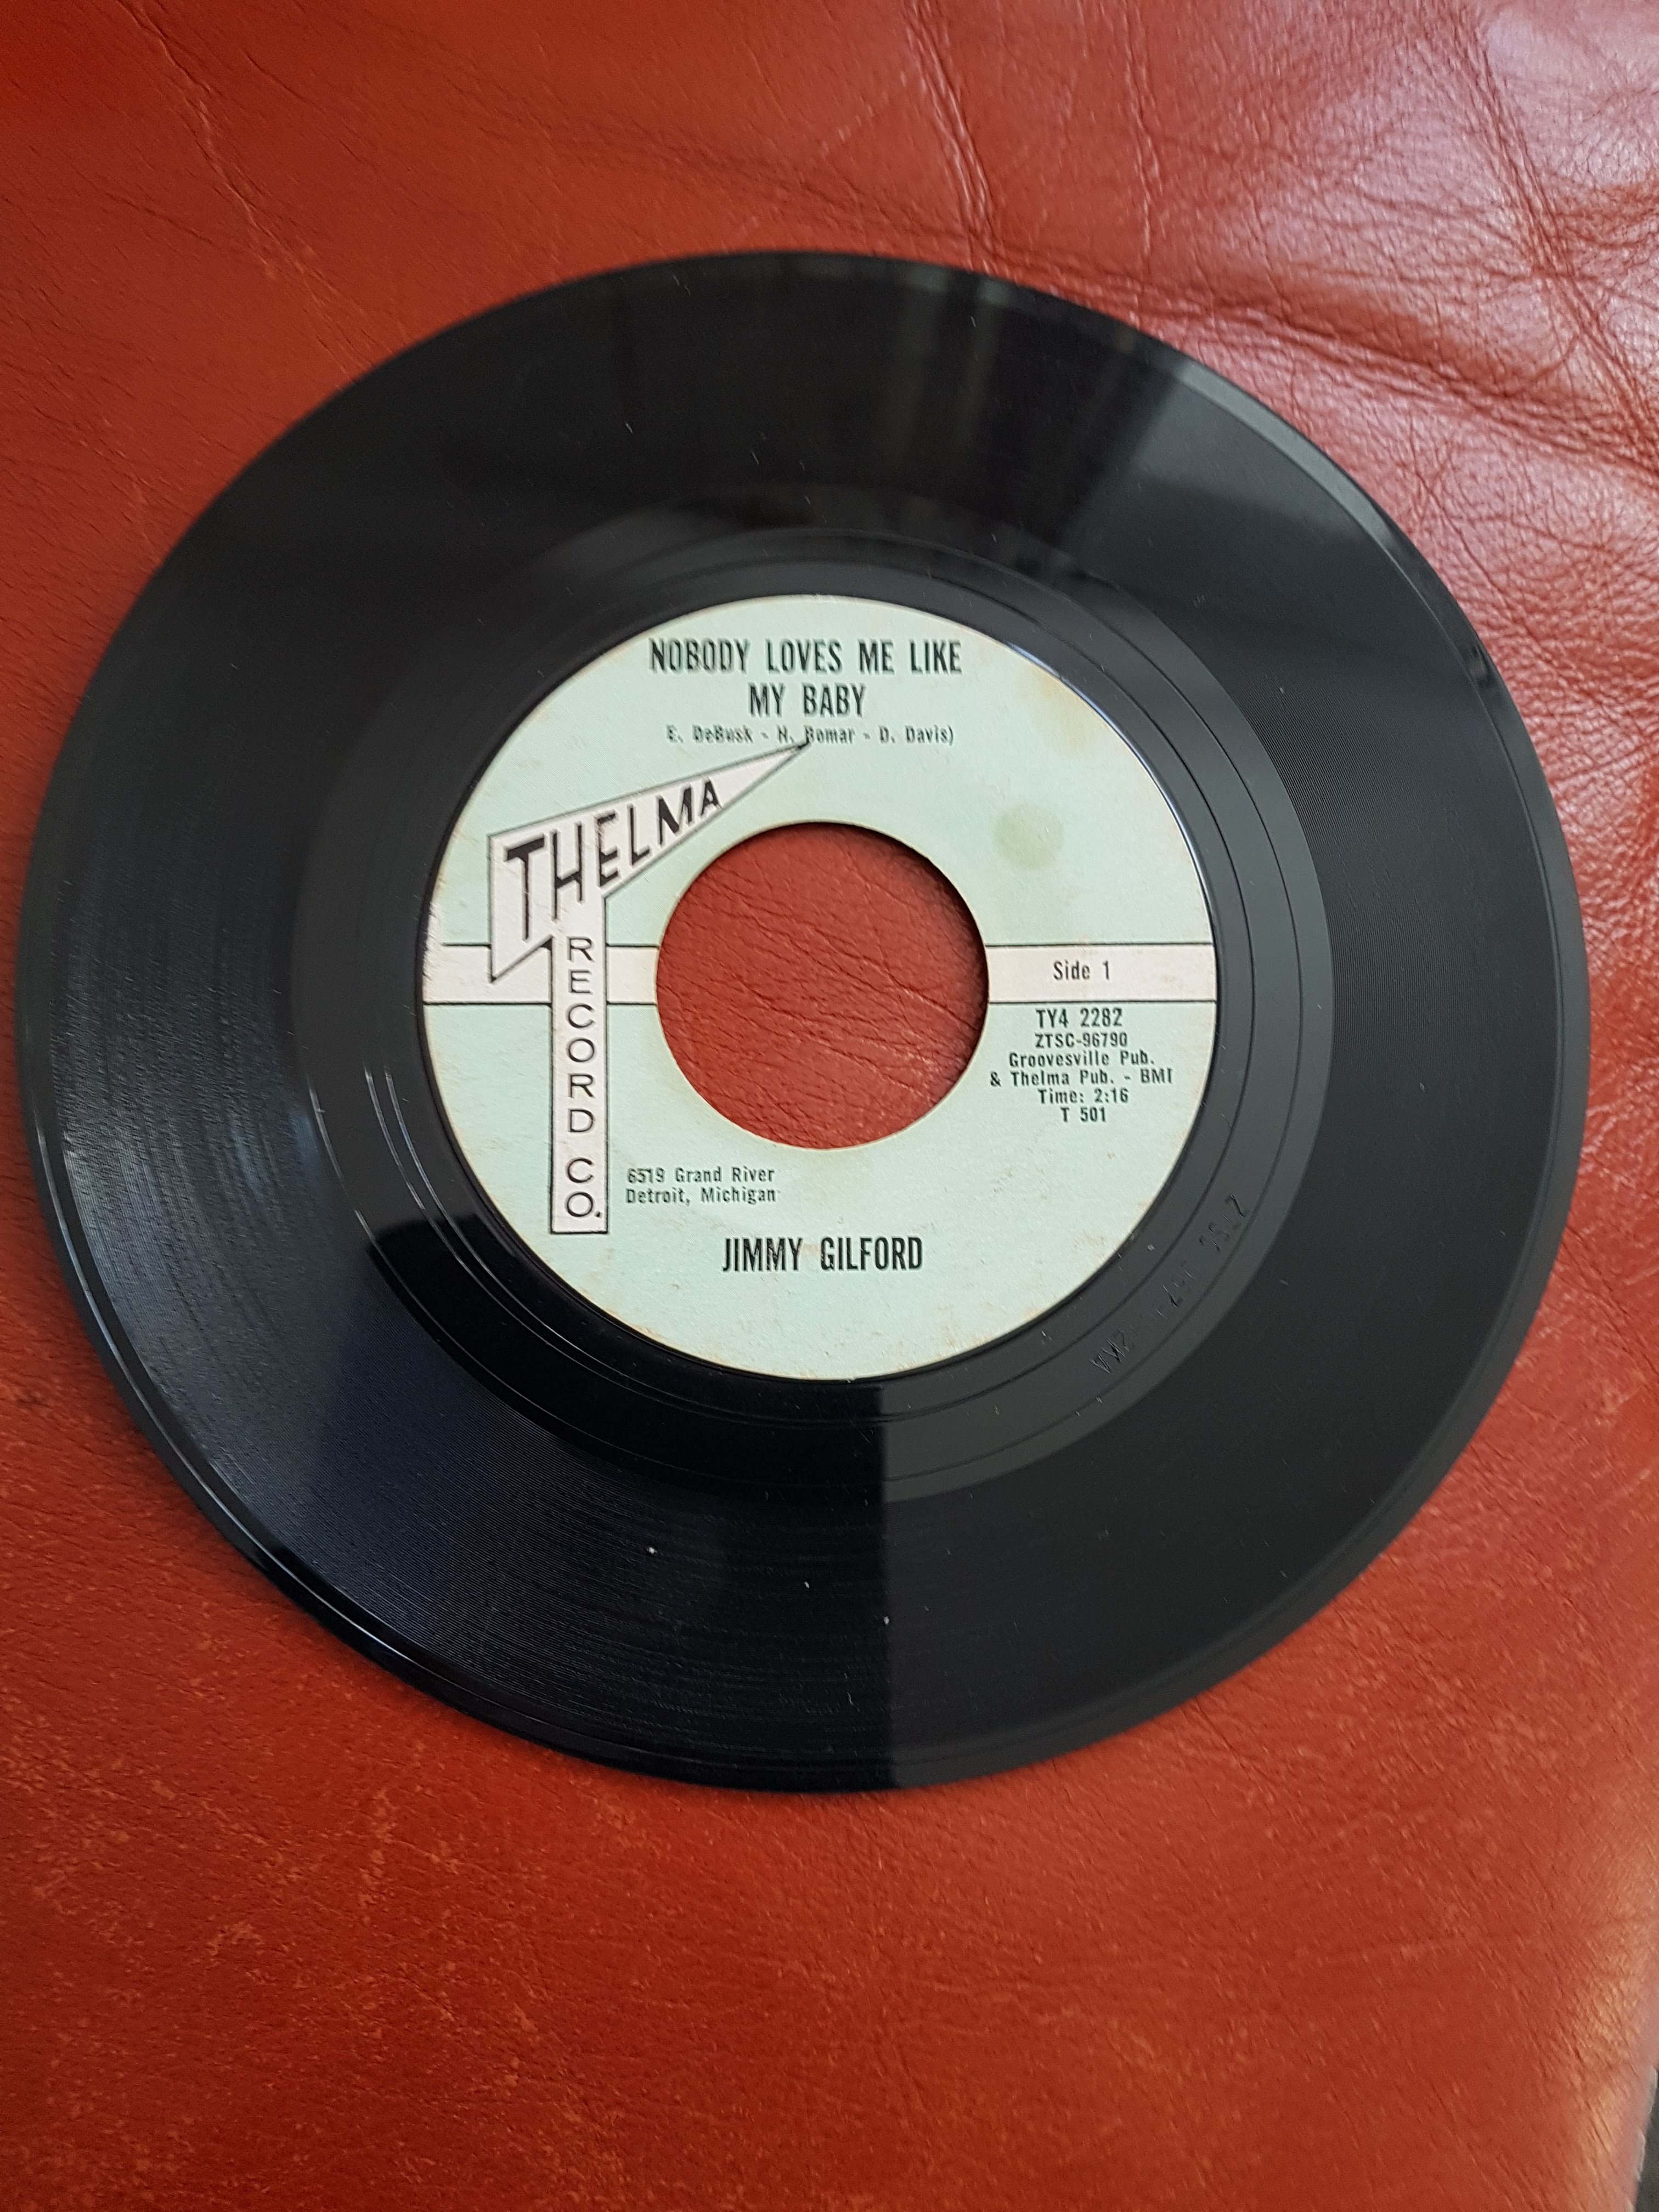 NOBODY LOVES ME LIKE
MY BABY
E. DeBusk - H. Bomar - D. Davis)
THELMA
RECORD CO.
Side 1
TY4 2282
ZTSC-96790
Groovesville Pub.
& Thelma Pub. - BMI
Time: 2:16
T 501
6519 Grand River
Detroit, Michigan
JIMMY GILFORD